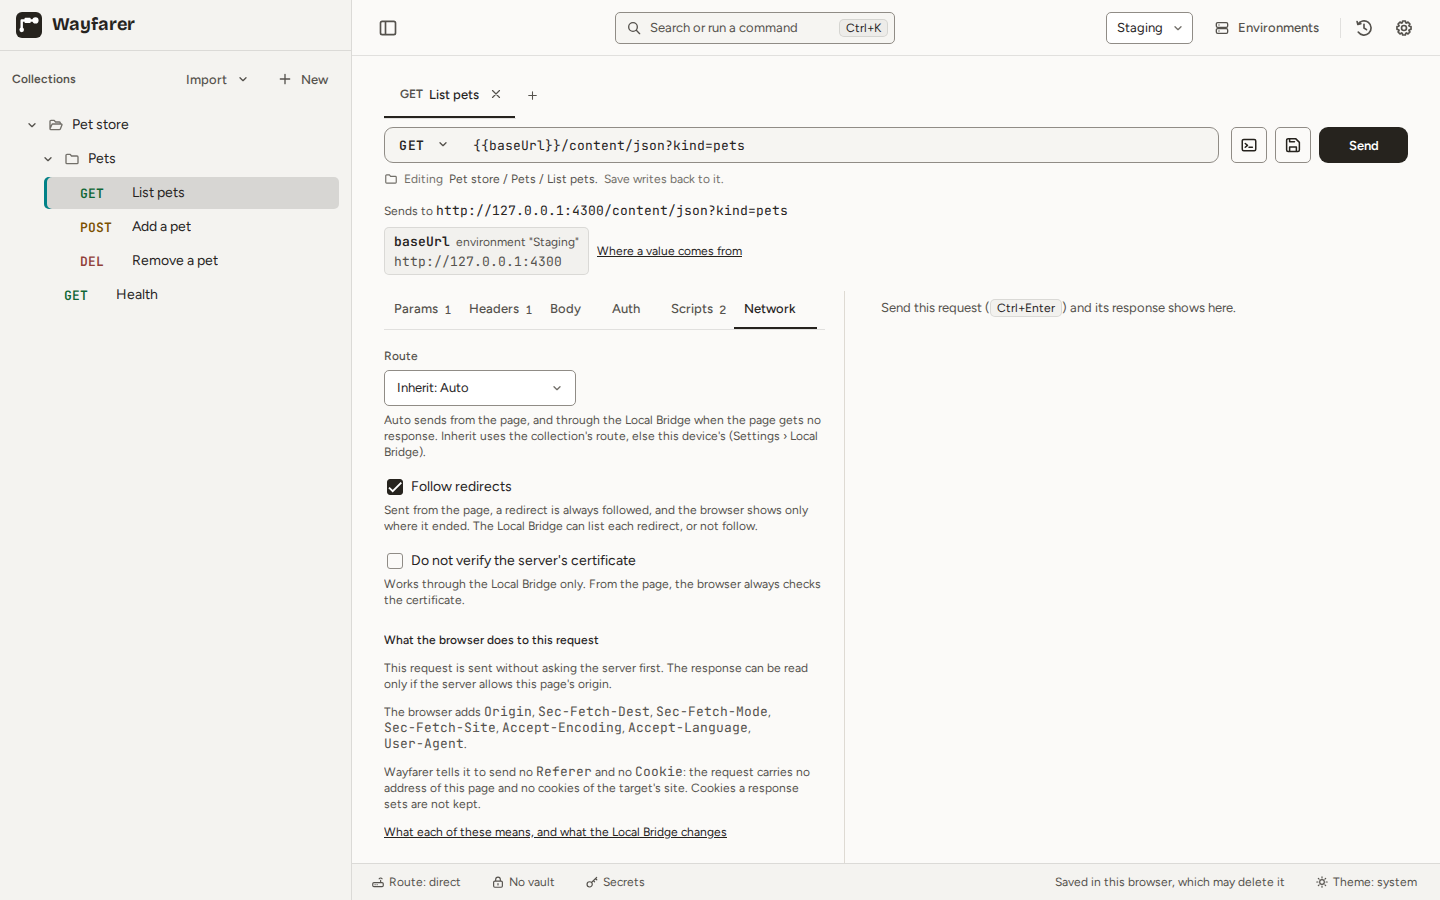 Wayfarer
Search or run a command Ctrl+K
Staging
Environments
Collections
Import
New
GET List pets
Pet store
Pets
GET List pets
POST Add a pet
DEL Remove a pet
GET Health
GET {{baseUrl}}/content/json?kind=pets
Send
Editing Pet store / Pets / List pets. Save writes back to it.
Sends to http://127.0.0.1:4300/content/json?kind=pets
baseUrl environment "Staging"
http://127.0.0.1:4300
Where a value comes from
Params 1 Headers 1 Body Auth Scripts 2 Network
Route
Inherit: Auto
Auto sends from the page, and through the Local Bridge when the page gets no
response. Inherit uses the collection's route, else this device's (Settings › Local
Bridge).
Follow redirects
Sent from the page, a redirect is always followed, and the browser shows only
where it ended. The Local Bridge can list each redirect, or not follow.
Do not verify the server's certificate
Works through the Local Bridge only. From the page, the browser always checks
the certificate.
What the browser does to this request
This request is sent without asking the server first. The response can be read
only if the server allows this page's origin.
The browser adds Origin, Sec-Fetch-Dest, Sec-Fetch-Mode,
Sec-Fetch-Site, Accept-Encoding, Accept-Language,
User-Agent.
Wayfarer tells it to send no Referer and no Cookie: the request carries no
address of this page and no cookies of the target's site. Cookies a response
sets are not kept.
What each of these means, and what the Local Bridge changes
Send this request (Ctrl+Enter) and its response shows here.
Route: direct
No vault
Secrets
Saved in this browser, which may delete it
Theme: system